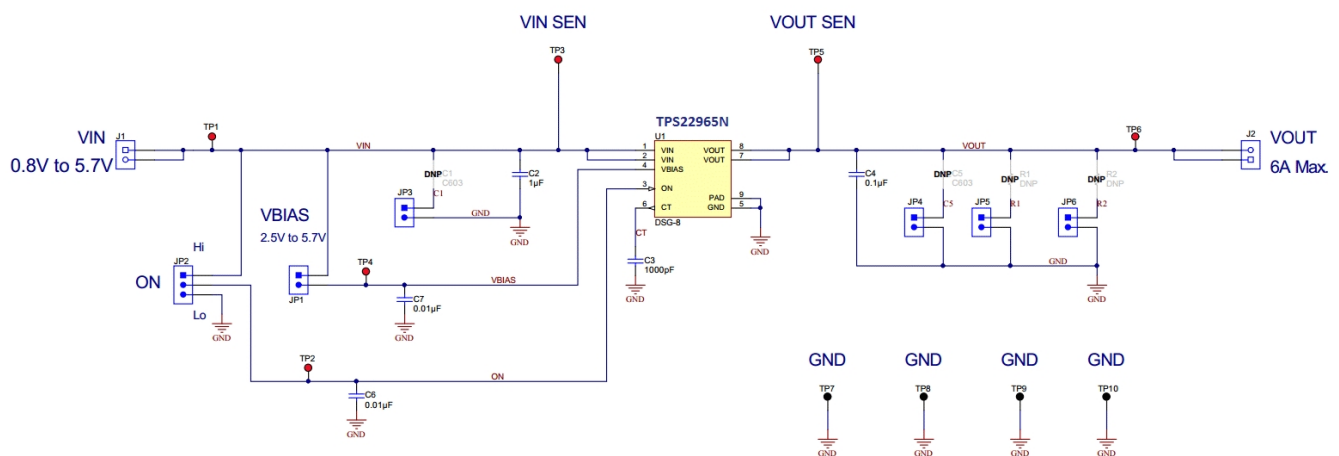 VIN SEN
VOUT SEN
TP3
TP5
TPS22965N
U1
VIN
0.8V to 5.7V
J1
TP1
VIN
1
2
4
3
6
VIN
VIN
VBIAS
ON
CT
VOUT
VOUT
PAD
GND
8
7
9
5
DSG-8
VOUT
TP6
J2
VOUT
6A Max.
DNP
C1
C603
C1
JP3
GND
C2
1µF
GND
CT
C3
1000pF
GND
GND
C4
0.1µF
DNP
C5
C603
C5
JP4
DNP
R1
DNP
R1
JP5
DNP
R2
DNP
R2
JP6
GND
GND
VBIAS
2.5V to 5.7V
Hi
JP2
ON
Lo
GND
JP1
TP4
VBIAS
C7
0.01µF
GND
TP2
ON
C6
0.01µF
GND
GND
GND
GND
GND
TP7
TP8
TP9
TP10
GND
GND
GND
GND